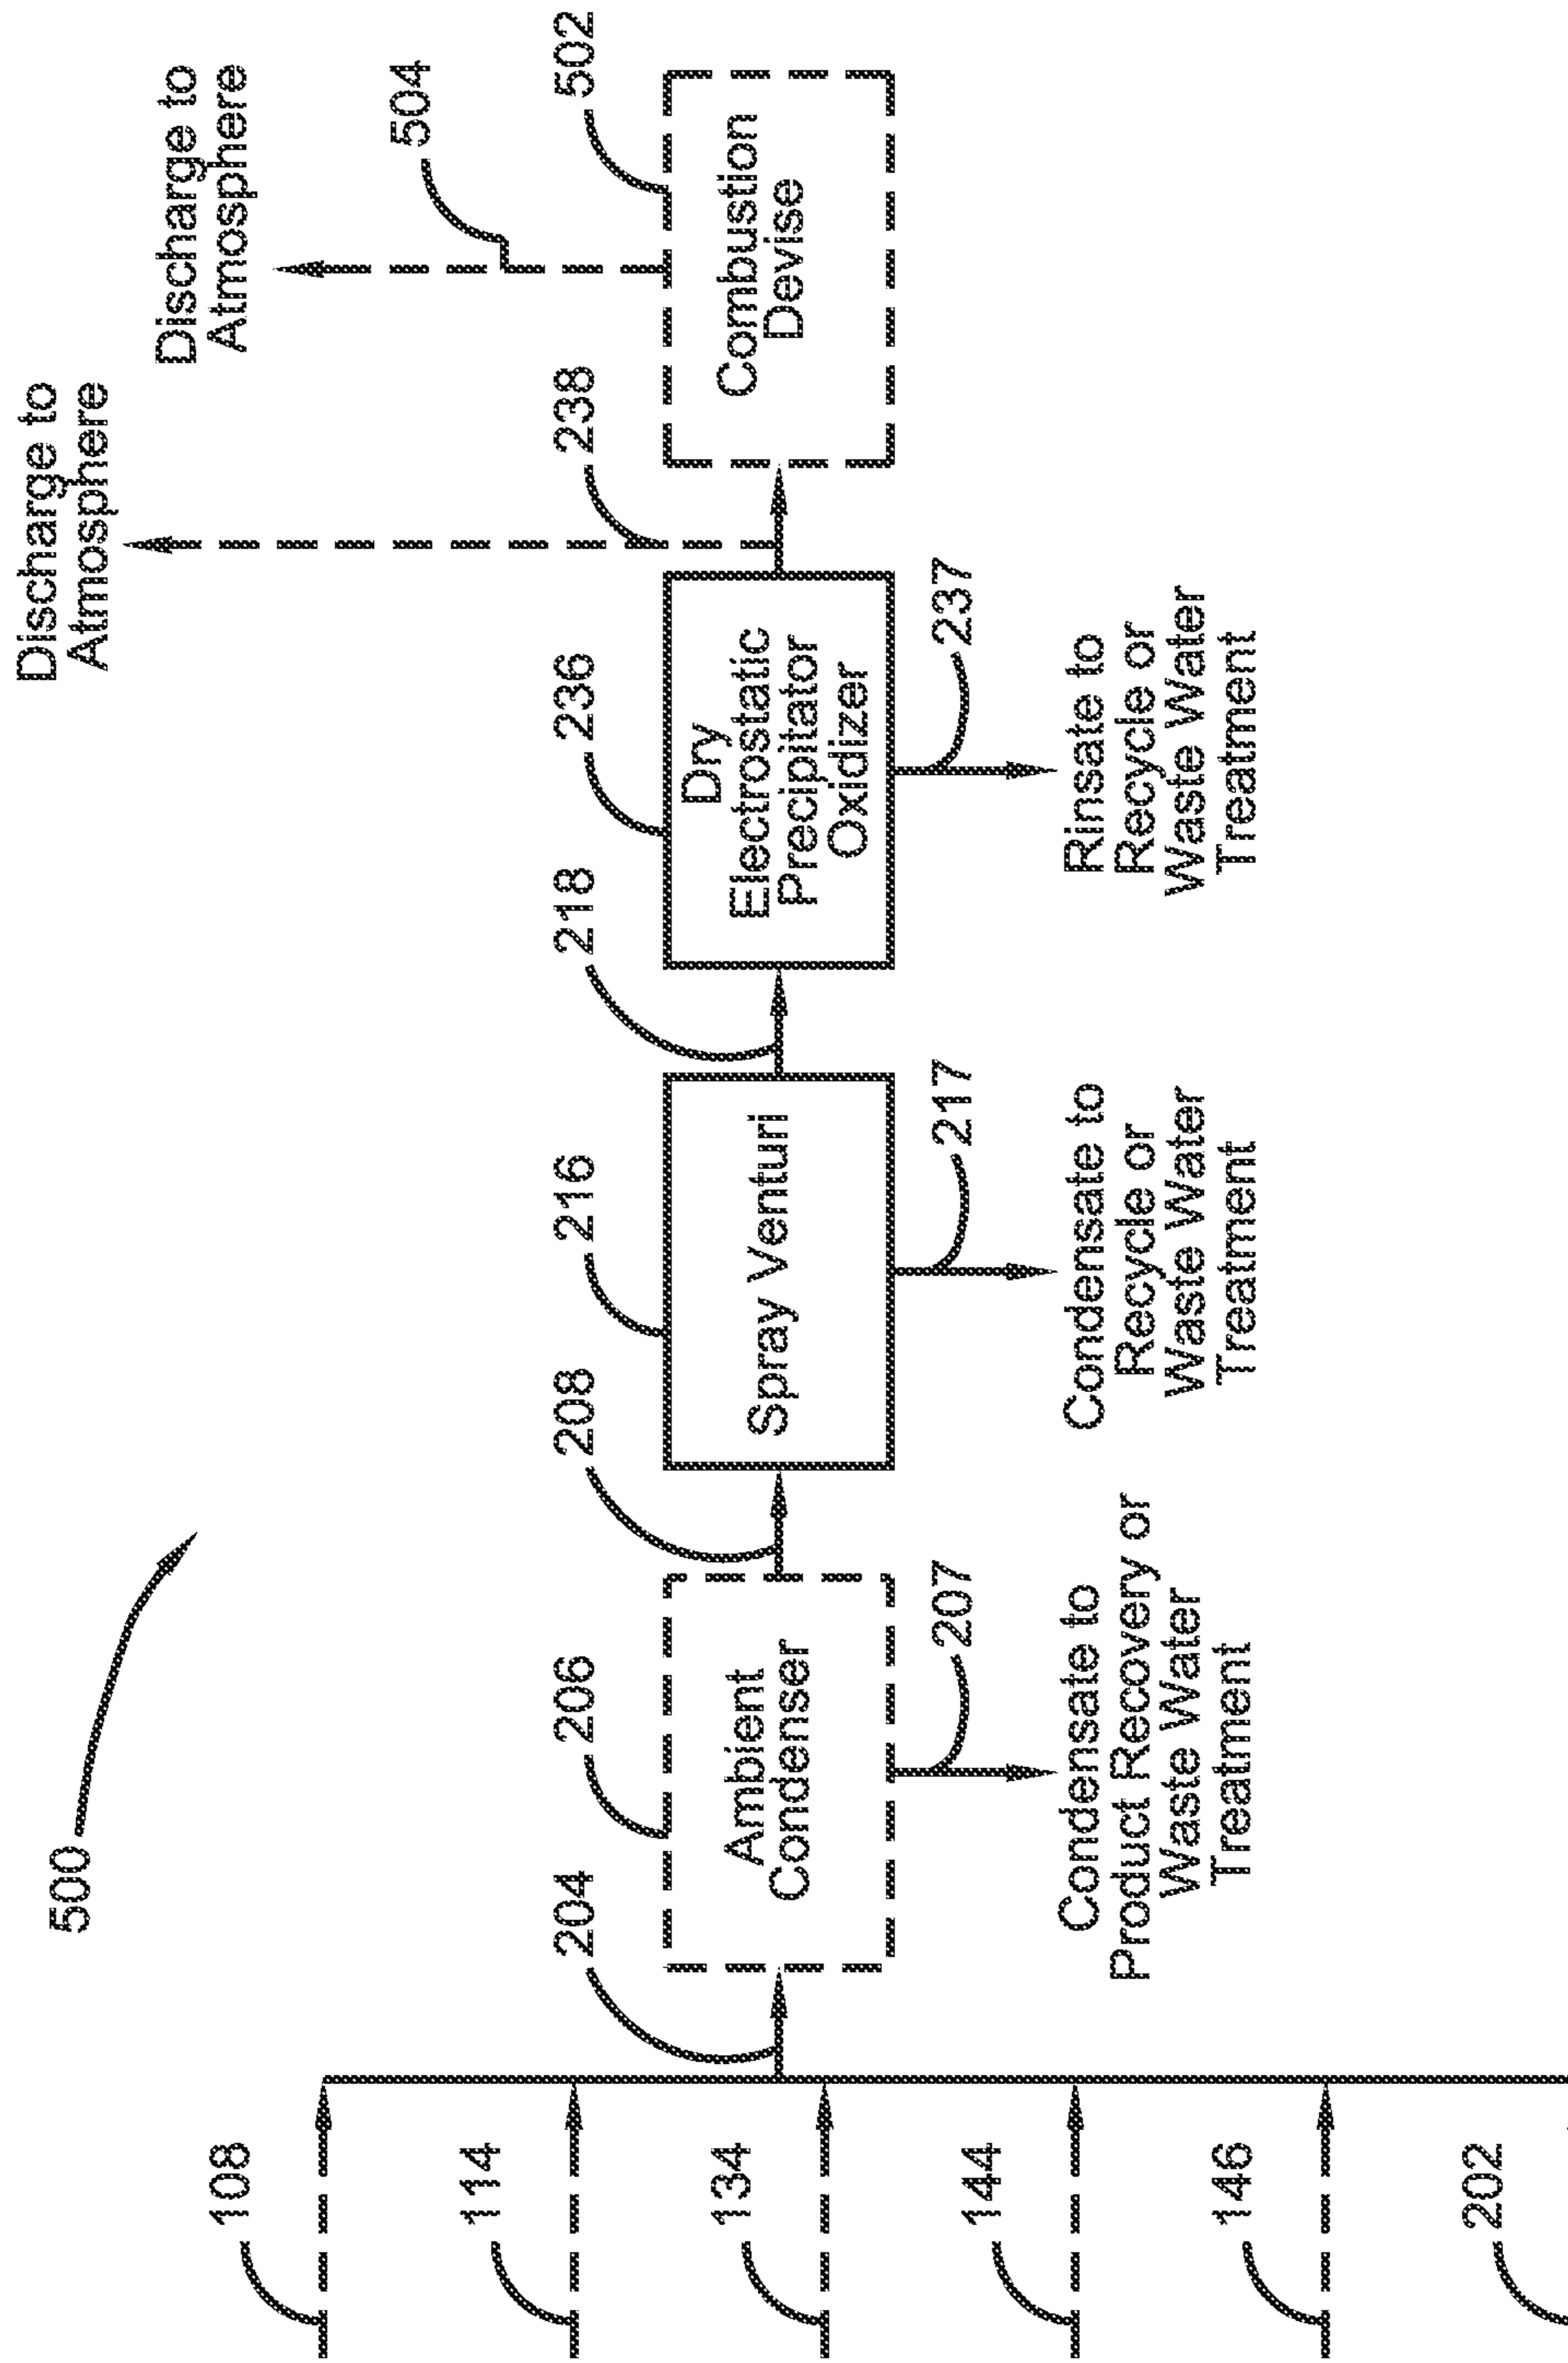 500
Discharge to
Atmosphere
Discharge to
Atmosphere
504
108
114
134
144
146
202
204
206
208
216
218
236
238
502
Ambient
Condenser
Spray Venturi
Dry
Electrostatic
Precipitator
Oxidizer
Combustion
Devise
207
217
237
Condensate to
Product Recovery or
Waste Water
Treatment
Condensate to
Recycle or
Waste Water
Treatment
Rinsate to
Recycle or
Waste Water
Treatment